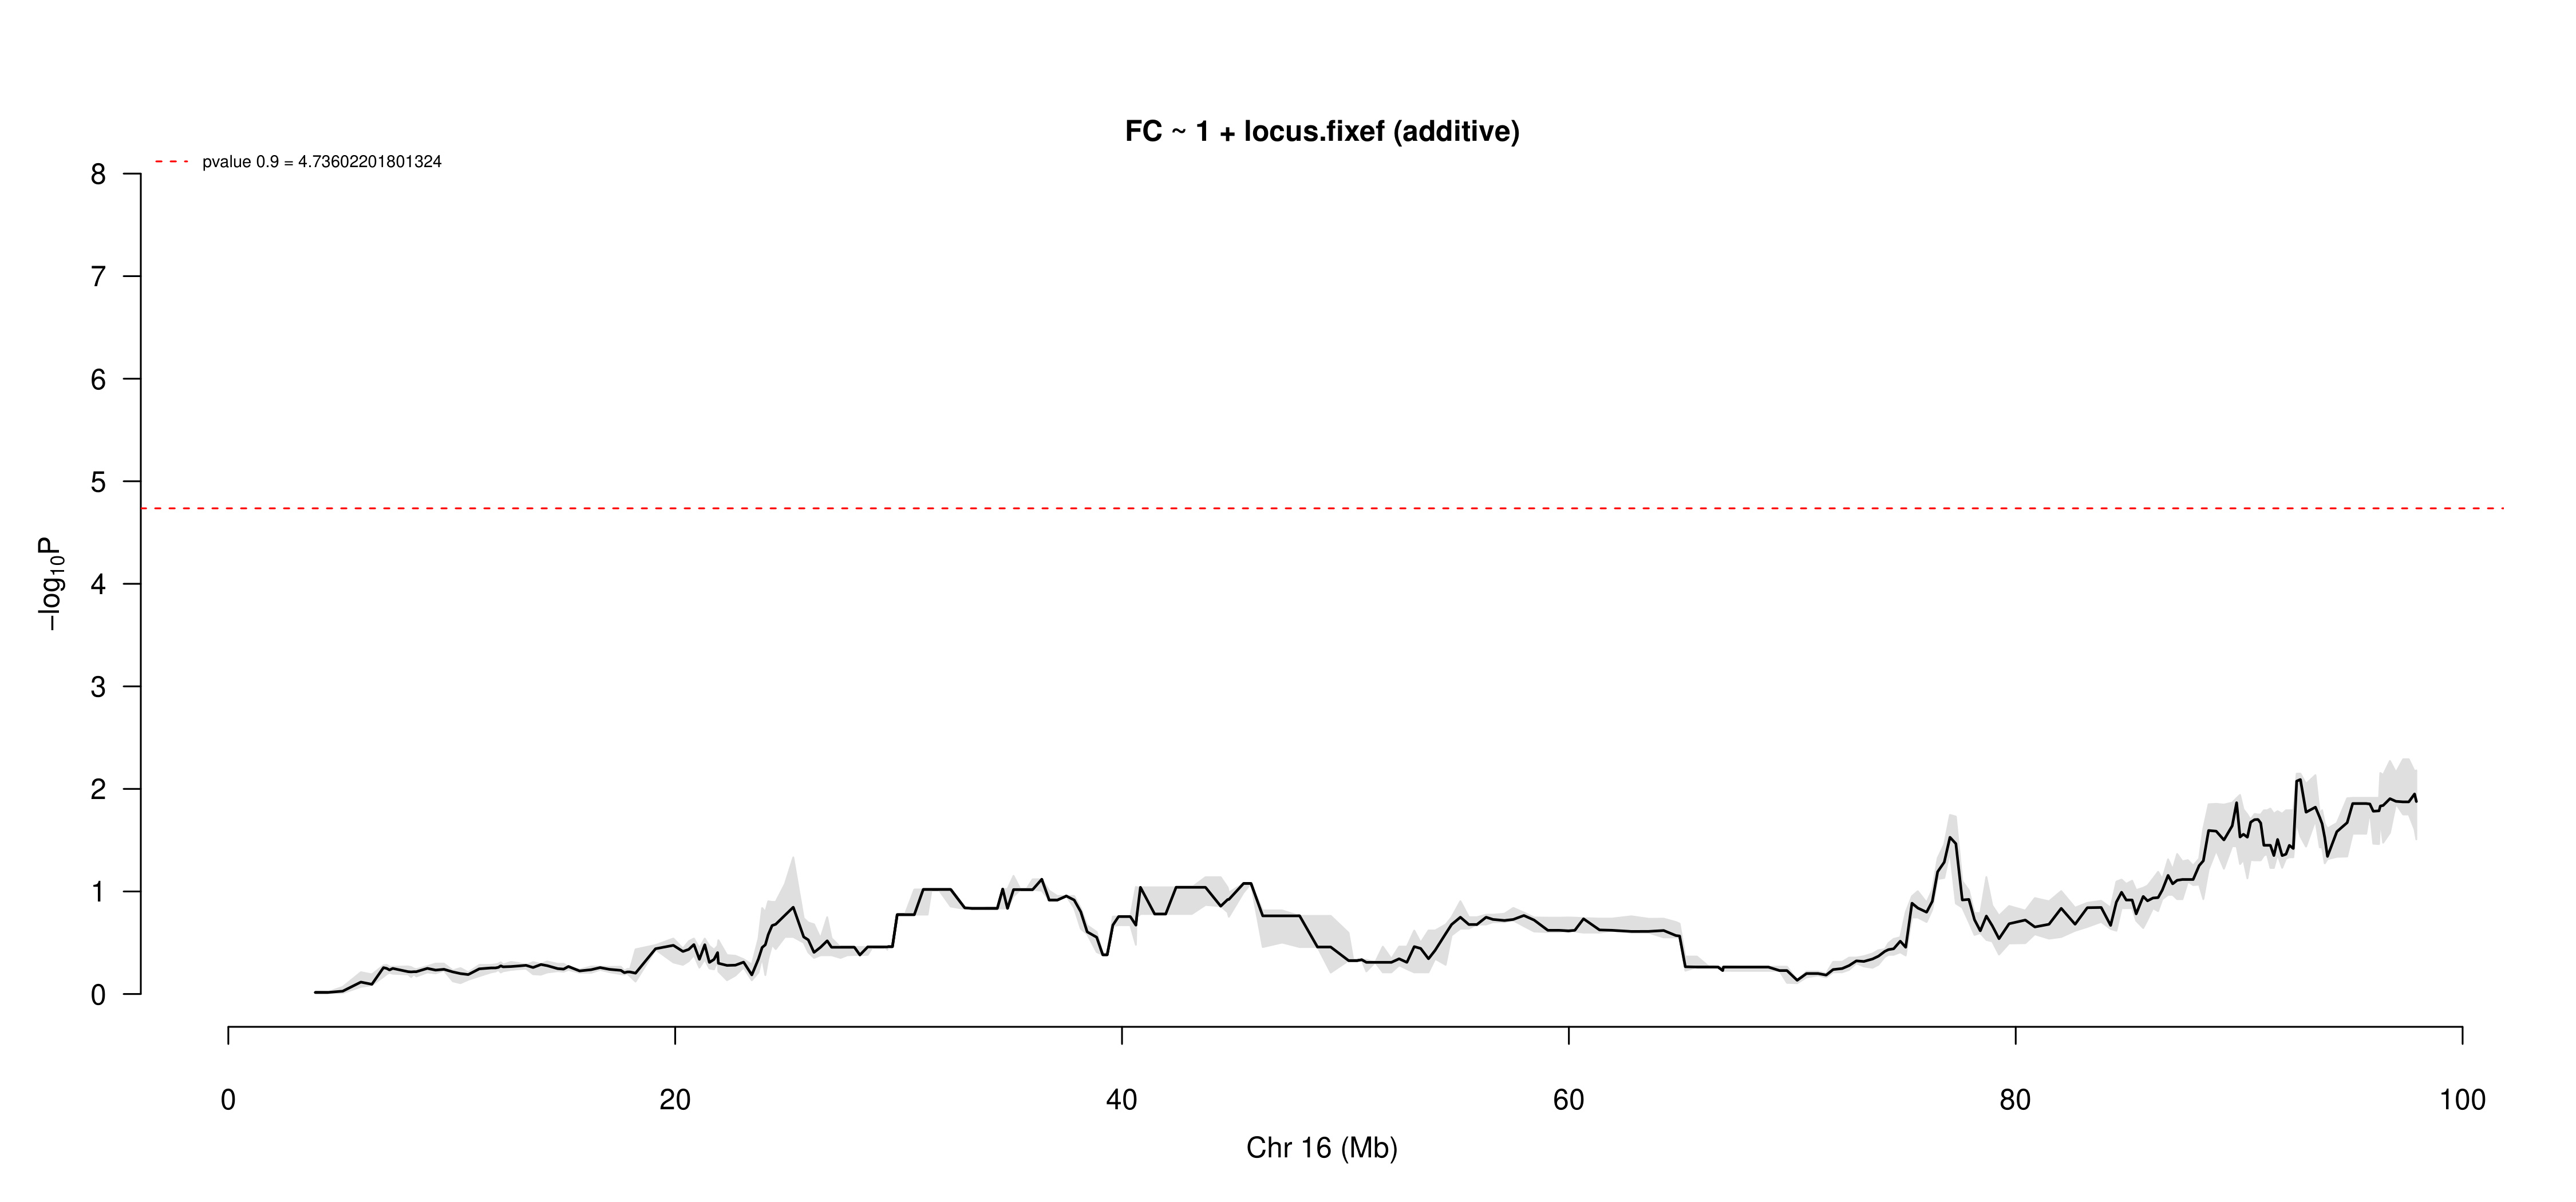 FC ~ 1 + locus.fixef (additive)
pvalue 0.9 = 4.73602201801324
8
7
6
5
4
3
2
1
0
−log10P
0 20 40 60 80 100
Chr 16 (Mb)